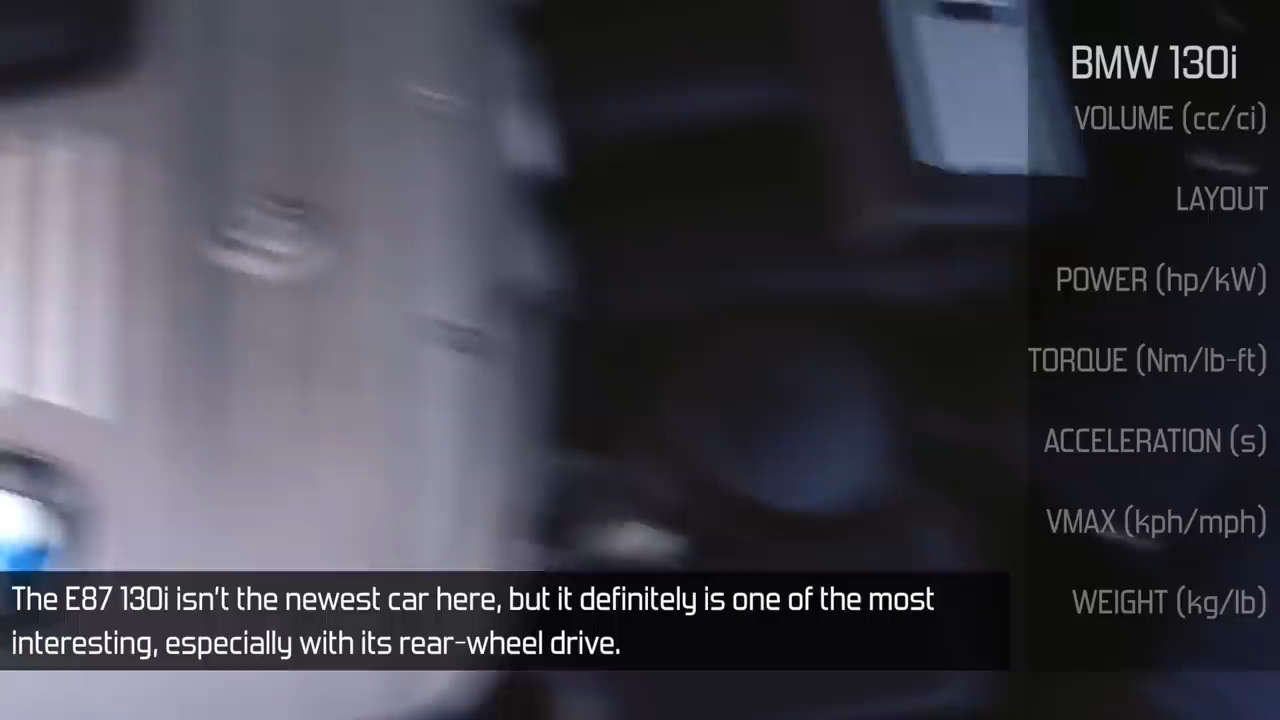 BMW 130i
VOLUME (cc/ci)
LAYOUT
POWER (hp/kW)
TORQUE (Nm/lb-ft)
ACCELERATION (s)
VMAX (kph/mph)
WEIGHT (kg/lb)
The E87 130i isn't the newest car here, but it definitely is one of the most
interesting, especially with its rear-wheel drive.